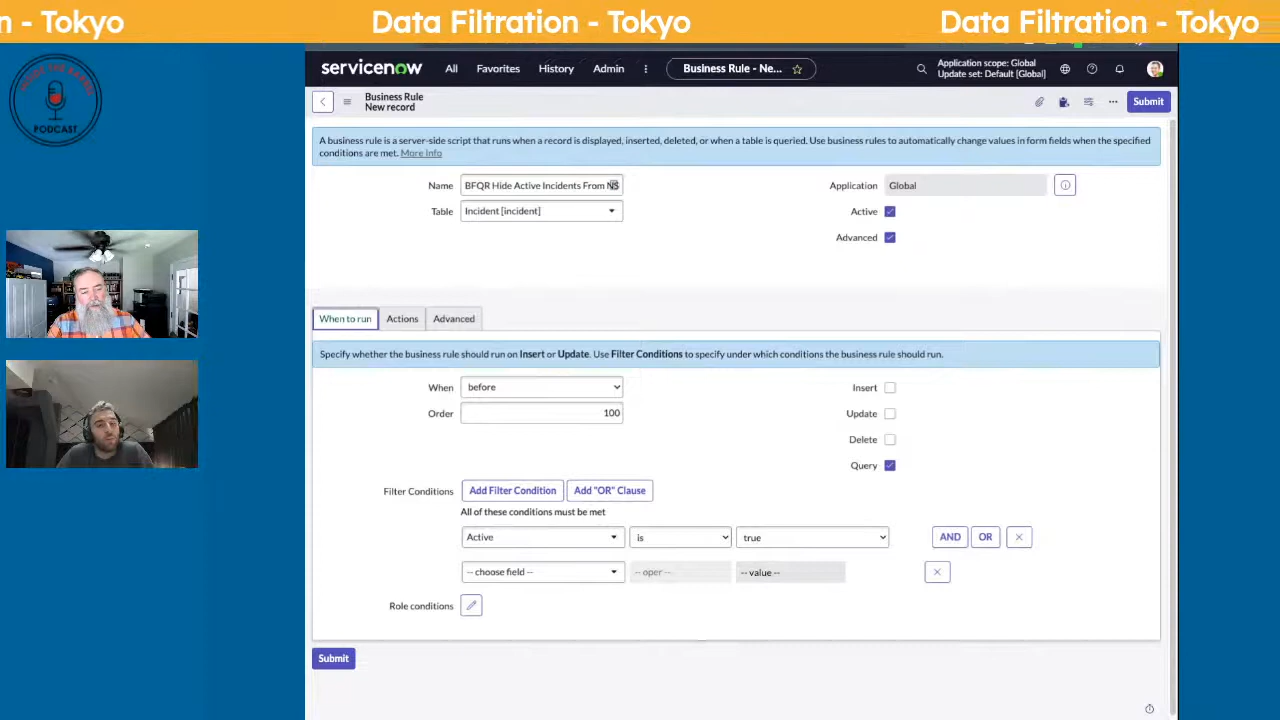 n - Tokyo
Data Filtration - Tokyo
Data Filtration - Tokyo
PODCAST
servicenow
All
Favorites
History
Admin
Business Rule - Ne...
Application scope: Global
Update set: Default [Global]
Business Rule
New record
Submit
A business rule is a server-side script that runs when a record is displayed, inserted, deleted, or when a table is queried. Use business rules to automatically change values in form fields when the specified
conditions are met. More Info
Name
BFQR Hide Active Incidents From
Application
Global
Table
Incident [incident]
Active
Advanced
When to run
Actions
Advanced
Specify whether the business rule should run on Insert or Update. Use Filter Conditions to specify under which conditions the business rule should run.
When
before
Insert
Order
100
Update
Delete
Query
Filter Conditions
Add Filter Condition
Add "OR" Clause
All of these conditions must be met
Active
is
true
AND
OR
-- choose field --
-- oper --
-- value --
Role conditions
Submit